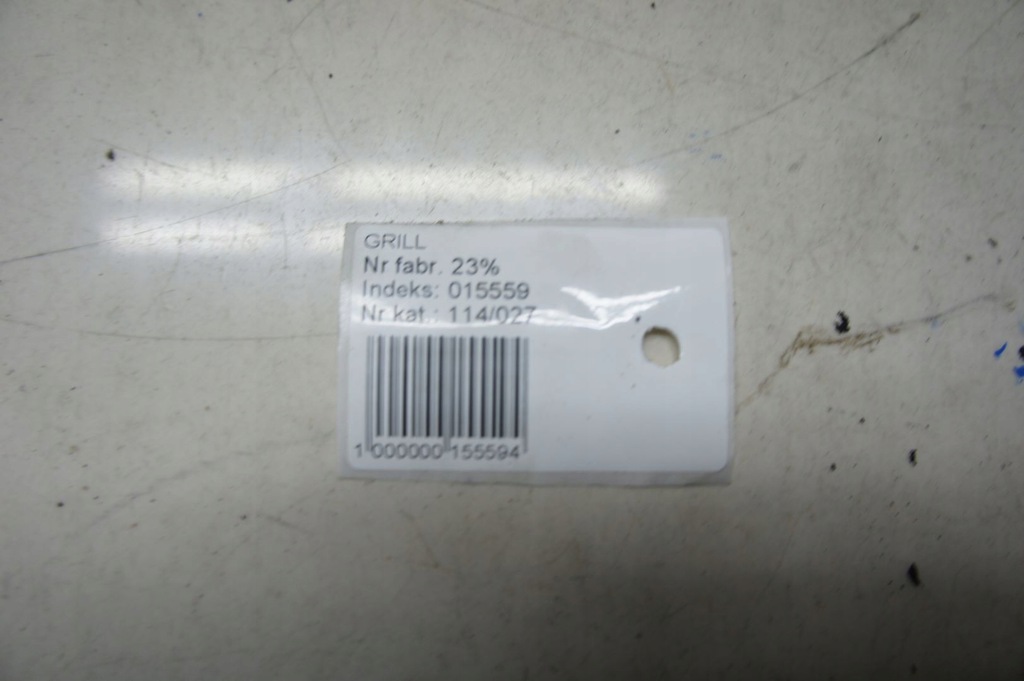 GRILL
Nr fabr. 23%
Indeks: 015559
Nr kat.: 114/027
1 000000 155594